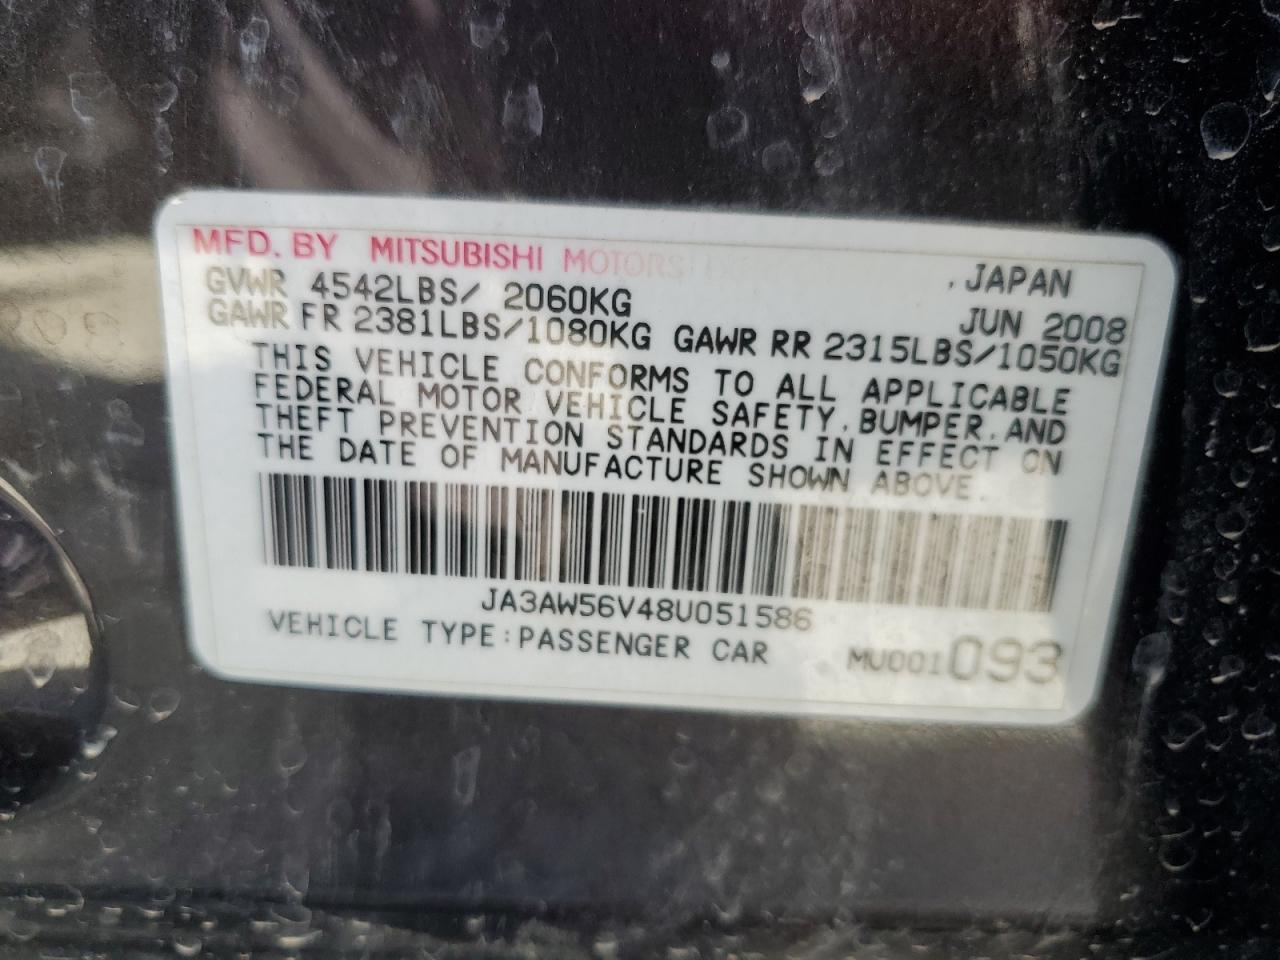 MFD. BY MITSUBISHI MOTORS
, JAPAN
GVWR 4542LBS/ 2060KG JUN 2008
GAWR FR 2381LBS/1080KG GAWR RR 2315LBS/1050KG
THIS VEHICLE CONFORMS TO ALL APPLICABLE
FEDERAL MOTOR VEHICLE SAFETY, BUMPER, AND
THEFT PREVENTION STANDARDS IN EFFECT ON
THE DATE OF MANUFACTURE SHOWN ABOVE.
JA3AW56V48U051586
VEHICLE TYPE:PASSENGER CAR
MU001093